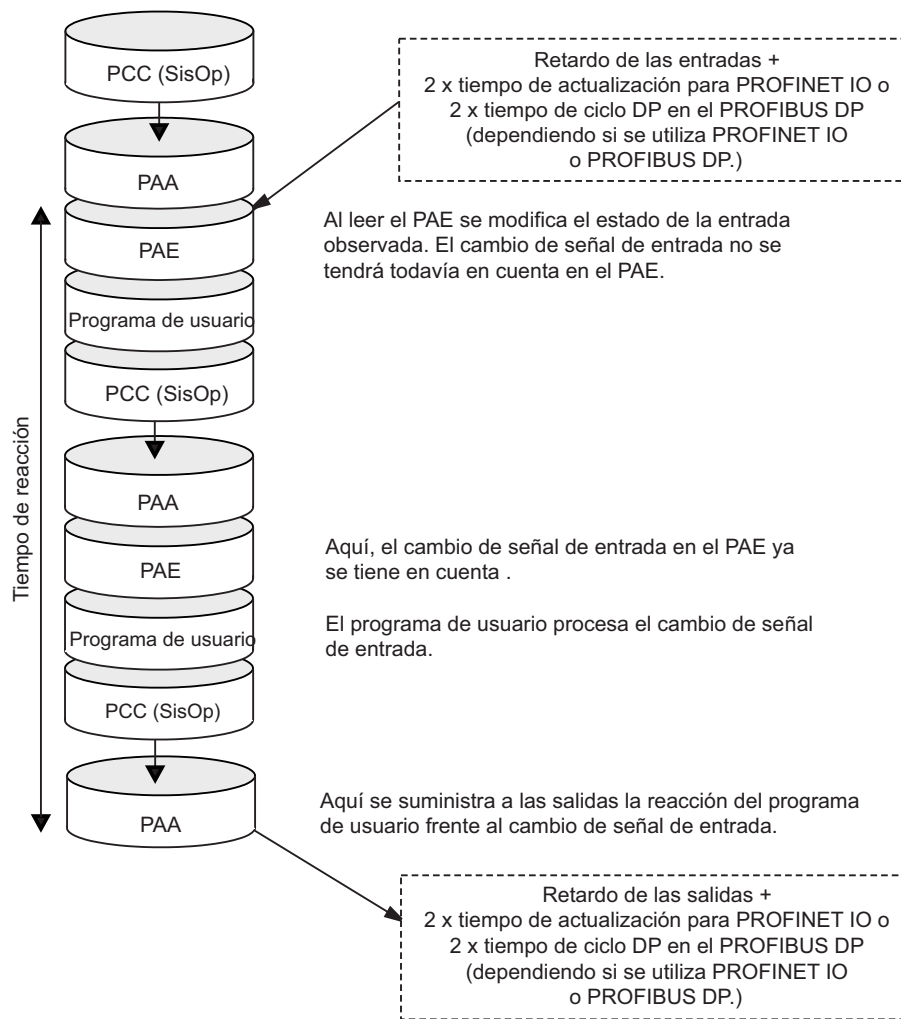 PCC (SisOp)
Retardo de las entradas +
2 x tiempo de actualización para PROFINET IO o
2 x tiempo de ciclo DP en el PROFIBUS DP
(dependiendo si se utiliza PROFINET IO
o PROFIBUS DP.)
PAA
PAE
Al leer el PAE se modifica el estado de la entrada
observada. El cambio de señal de entrada no se
tendrá todavía en cuenta en el PAE.
Programa de usuario
PCC (SisOp)
Tiempo de reacción
PAA
PAE
Aquí, el cambio de señal de entrada en el PAE ya
se tiene en cuenta .
Programa de usuario
El programa de usuario procesa el cambio de señal
de entrada.
PCC (SisOp)
PAA
Aquí se suministra a las salidas la reacción del programa
de usuario frente al cambio de señal de entrada.
Retardo de las salidas +
2 x tiempo de actualización para PROFINET IO o
2 x tiempo de ciclo DP en el PROFIBUS DP
(dependiendo si se utiliza PROFINET IO
o PROFIBUS DP.)